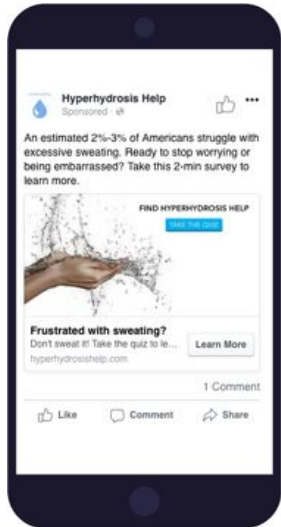 Hyperhydrosis Help
Sponsored
An estimated 2%-3% of Americans struggle with
excessive sweating. Ready to stop worrying or
being embarrassed? Take this 2-min survey to
learn more.
FIND HYPERHYDROSIS HELP
TAKE THE QUIZ
Frustrated with sweating?
Don't sweat it! Take the quiz to le...
Learn More
hyperhydrosishelp.com
1 Comment
Like
Comment
Share